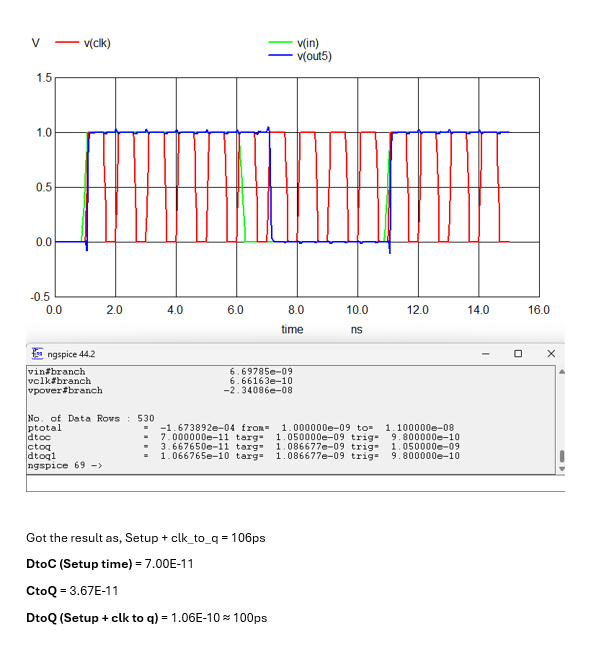 V v(clk) v(in)
v(out5)
1.5
1.0
0.5
0.0
-0.5
0.0 2.0 4.0 6.0 8.0 10.0 12.0 14.0 16.0
time ns
ngspice 44.2
vin#branch 6.69785e-09
vclk#branch 6.66163e-10
vpower#branch -2.34086e-08
No. of Data Rows : 530
ptotal = -1.673892e-04 from= 1.000000e-09 to= 1.100000e-08
dtoc = 7.000000e-11 targ= 1.050000e-09 trig= 9.800000e-10
ctoq = 3.667650e-11 targ= 1.086677e-09 trig= 1.050000e-09
dtoq1 = 1.066765e-10 targ= 1.086677e-09 trig= 9.800000e-10
ngspice 69 ->
Got the result as, Setup + clk_to_q = 106ps
DtoC (Setup time) = 7.00E-11
CtoQ = 3.67E-11
DtoQ (Setup + clk to q) = 1.06E-10 ≈ 100ps